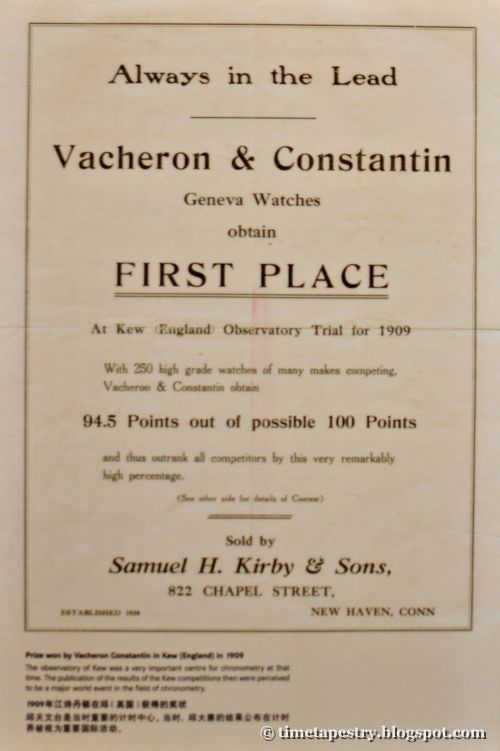 Always in the Lead
Vacheron & Constantin
Geneva Watches
obtain
FIRST PLACE
At Kew (England) Observatory Trial for 1909
With 250 high grade watches of many makes competing,
Vacheron & Constantin obtain
94.5 Points out of possible 100 Points
and thus outrank all competitors by this very remarkably
high percentage.
(See other side for details of Contest)
Sold by
Samuel H. Kirby & Sons,
822 CHAPEL STREET,
ESTABLISHED NEW HAVEN, CONN
Prize won by Vacheron Constantin in Kew (England) in 1909
The observatory of Kew was a very important centre for chronometry at that
time. The publication of the results of the Kew competitions then were perceived
to be a major world event in the field of chronometry.
1909年江诗丹顿在邱（英国）获得的奖状
邱天文台是当时重要的计时中心。当时，邱大赛的结果公布在计时
界被视为重要国际活动。
© timetapestry.blogspot.com